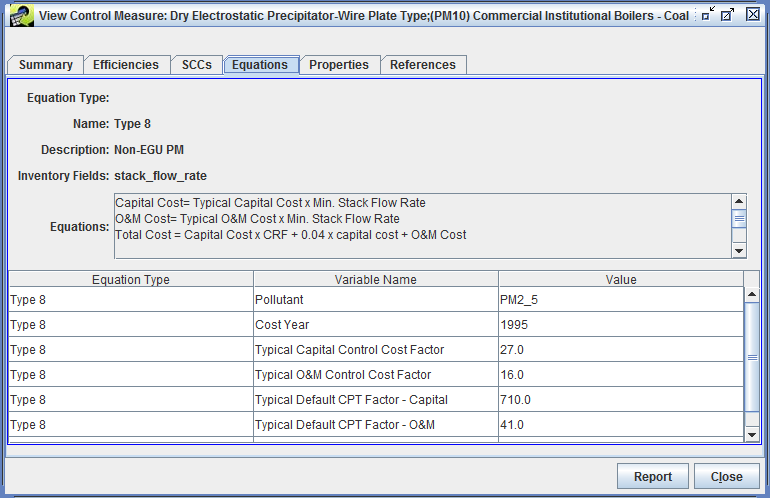 View Control Measure: Dry Electrostatic Precipitator-Wire Plate Type;(PM10) Commercial Institutional Boilers - Coal
Summary Efficiencies SCCs Equations Properties References
Equation Type:
Name: Type 8
Description: Non-EGU PM
Inventory Fields: stack_flow_rate
Equations:
Capital Cost= Typical Capital Cost x Min. Stack Flow Rate
O&M Cost= Typical O&M Cost x Min. Stack Flow Rate
Total Cost = Capital Cost x CRF + 0.04 x capital cost + O&M Cost
Equation Type Variable Name Value
Type 8 Pollutant PM2_5
Type 8 Cost Year 1995
Type 8 Typical Capital Control Cost Factor 27.0
Type 8 Typical O&M Control Cost Factor 16.0
Type 8 Typical Default CPT Factor - Capital 710.0
Type 8 Typical Default CPT Factor - O&M 41.0
Report Close